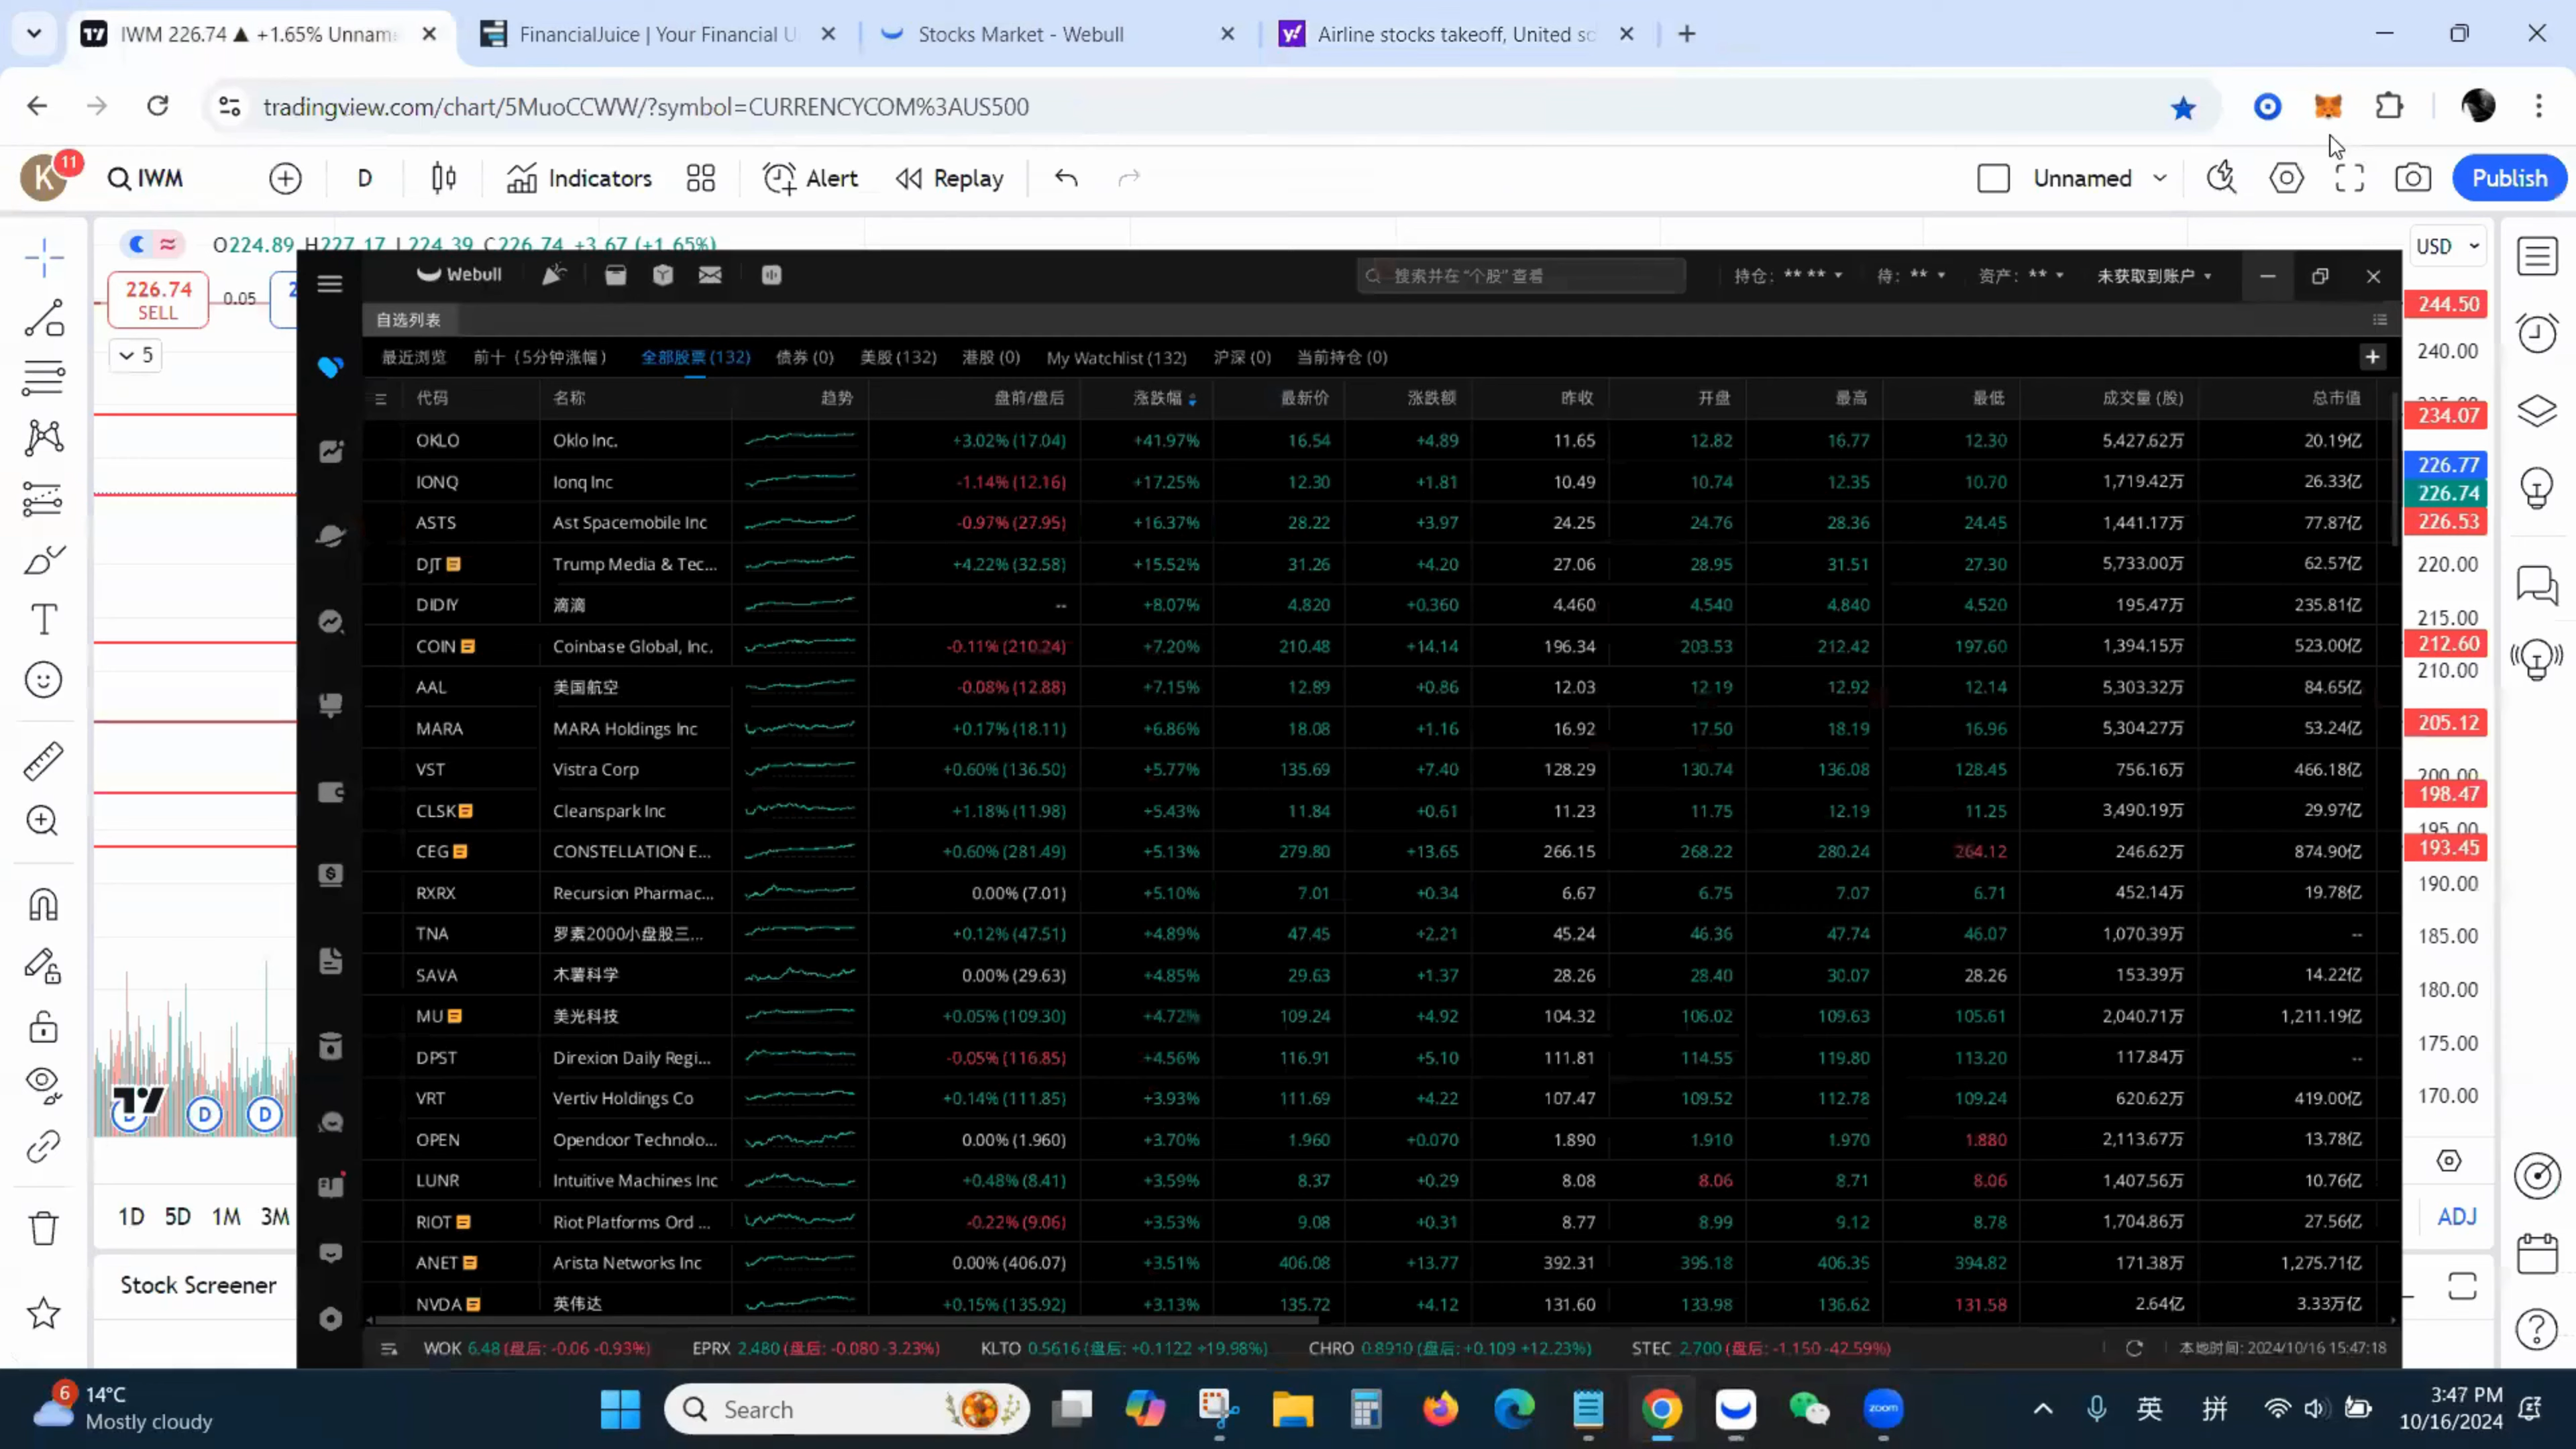 IWM 226.74 ▲ +1.65% Unnam
FinancialJuice | Your Financial U
Stocks Market - Webull
Airline stocks takeoff, United sc
tradingview.com/chart/5MuoCCWW/?symbol=CURRENCYCOM%3AUS500
K 11 IWM D Indicators Alert Replay Unnamed Publish
O224.89 H227.17 L224.39 C226.74 +3.67 (+1.65%) USD
226.74 SELL 0.05
5
Webull 搜索并在“个股”查看 持仓: ** ** 待: ** 资产: ** 未获取到账户
自选列表
最近浏览 前十（5分钟涨幅） 全部股票(132) 债券(0) 美股(132) 港股(0) My Watchlist (132) 沪深(0) 当前持仓(0)
代码 名称 趋势 盘前/盘后 涨跌幅 最新价 涨跌额 昨收 开盘 最高 最低 成交量(股) 总市值
OKLO Oklo Inc. +3.02% (17.04) +41.97% 16.54 +4.89 11.65 12.82 16.77 12.30 5,427.62万 20.19亿
IONQ Ionq Inc -1.14% (12.16) +17.25% 12.30 +1.81 10.49 10.74 12.35 10.70 1,719.42万 26.33亿
ASTS Ast Spacemobile Inc -0.97% (27.95) +16.37% 28.22 +3.97 24.25 24.76 28.36 24.45 1,441.17万 77.87亿
DJT Trump Media & Tec... +4.22% (32.58) +15.52% 31.26 +4.20 27.06 28.95 31.51 27.30 5,733.00万 62.57亿
DIDIY 滴滴 -- +8.07% 4.820 +0.360 4.460 4.540 4.840 4.520 195.47万 235.81亿
COIN Coinbase Global, Inc. -0.11% (210.24) +7.20% 210.48 +14.14 196.34 203.53 212.42 197.60 1,394.15万 523.00亿
AAL 美国航空 -0.08% (12.88) +7.15% 12.89 +0.86 12.03 12.19 12.92 12.14 5,303.32万 84.65亿
MARA MARA Holdings Inc +0.17% (18.11) +6.86% 18.08 +1.16 16.92 17.50 18.19 16.96 5,304.27万 53.24亿
VST Vistra Corp +0.60% (136.50) +5.77% 135.69 +7.40 128.29 130.74 136.08 128.45 756.16万 466.18亿
CLSK Cleanspark Inc +1.18% (11.98) +5.43% 11.84 +0.61 11.23 11.75 12.19 11.25 3,490.19万 29.97亿
CEG CONSTELLATION E... +0.60% (281.49) +5.13% 279.80 +13.65 266.15 268.22 280.24 264.12 246.62万 874.90亿
RXRX Recursion Pharmac... 0.00% (7.01) +5.10% 7.01 +0.34 6.67 6.75 7.07 6.71 452.14万 19.78亿
TNA 罗素2000小盘股三... +0.12% (47.51) +4.89% 47.45 +2.21 45.24 46.36 47.74 46.07 1,070.39万 --
SAVA 木薯科学 0.00% (29.63) +4.85% 29.63 +1.37 28.26 28.40 30.07 28.26 153.39万 14.22亿
MU 美光科技 +0.05% (109.30) +4.72% 109.24 +4.92 104.32 106.02 109.63 105.61 2,040.71万 1,211.19亿
DPST Direxion Daily Regi... -0.05% (116.85) +4.56% 116.91 +5.10 111.81 114.55 119.80 113.20 117.84万 --
VRT Vertiv Holdings Co +0.14% (111.85) +3.93% 111.69 +4.22 107.47 109.52 112.78 109.24 620.62万 419.00亿
OPEN Opendoor Technolo... 0.00% (1.960) +3.70% 1.960 +0.070 1.890 1.910 1.970 1.880 2,113.67万 13.78亿
LUNR Intuitive Machines Inc +0.48% (8.41) +3.59% 8.37 +0.29 8.08 8.06 8.71 8.06 1,407.56万 10.76亿
RIOT Riot Platforms Ord ... -0.22% (9.06) +3.53% 9.08 +0.31 8.77 8.99 9.12 8.78 1,704.86万 27.56亿
ANET Arista Networks Inc 0.00% (406.07) +3.51% 406.08 +13.77 392.31 395.18 406.35 394.82 171.38万 1,275.71亿
NVDA 英伟达 +0.15% (135.92) +3.13% 135.72 +4.12 131.60 133.98 136.62 131.58 2.64亿 3.33万亿
WOK 6.48 (盘后: -0.06 -0.93%) EPRX 2.480 (盘后: -0.080 -3.23%) KLTO 0.5616 (盘后: +0.1122 +19.98%) CHRO 0.8910 (盘后: +0.109 +12.23%) STEC 2.700 (盘后: -1.150 -42.59%) 本地时间: 2024/10/16 15:47:18
244.50
240.00
234.07
226.77
226.74
226.53
220.00
215.00
212.60
210.00
205.12
200.00
198.47
195.00
193.45
190.00
185.00
180.00
175.00
170.00
D D
1D 5D 1M 3M ADJ
Stock Screener
6 14°C
Mostly cloudy
Search
zoom
英 拼
3:47 PM
10/16/2024